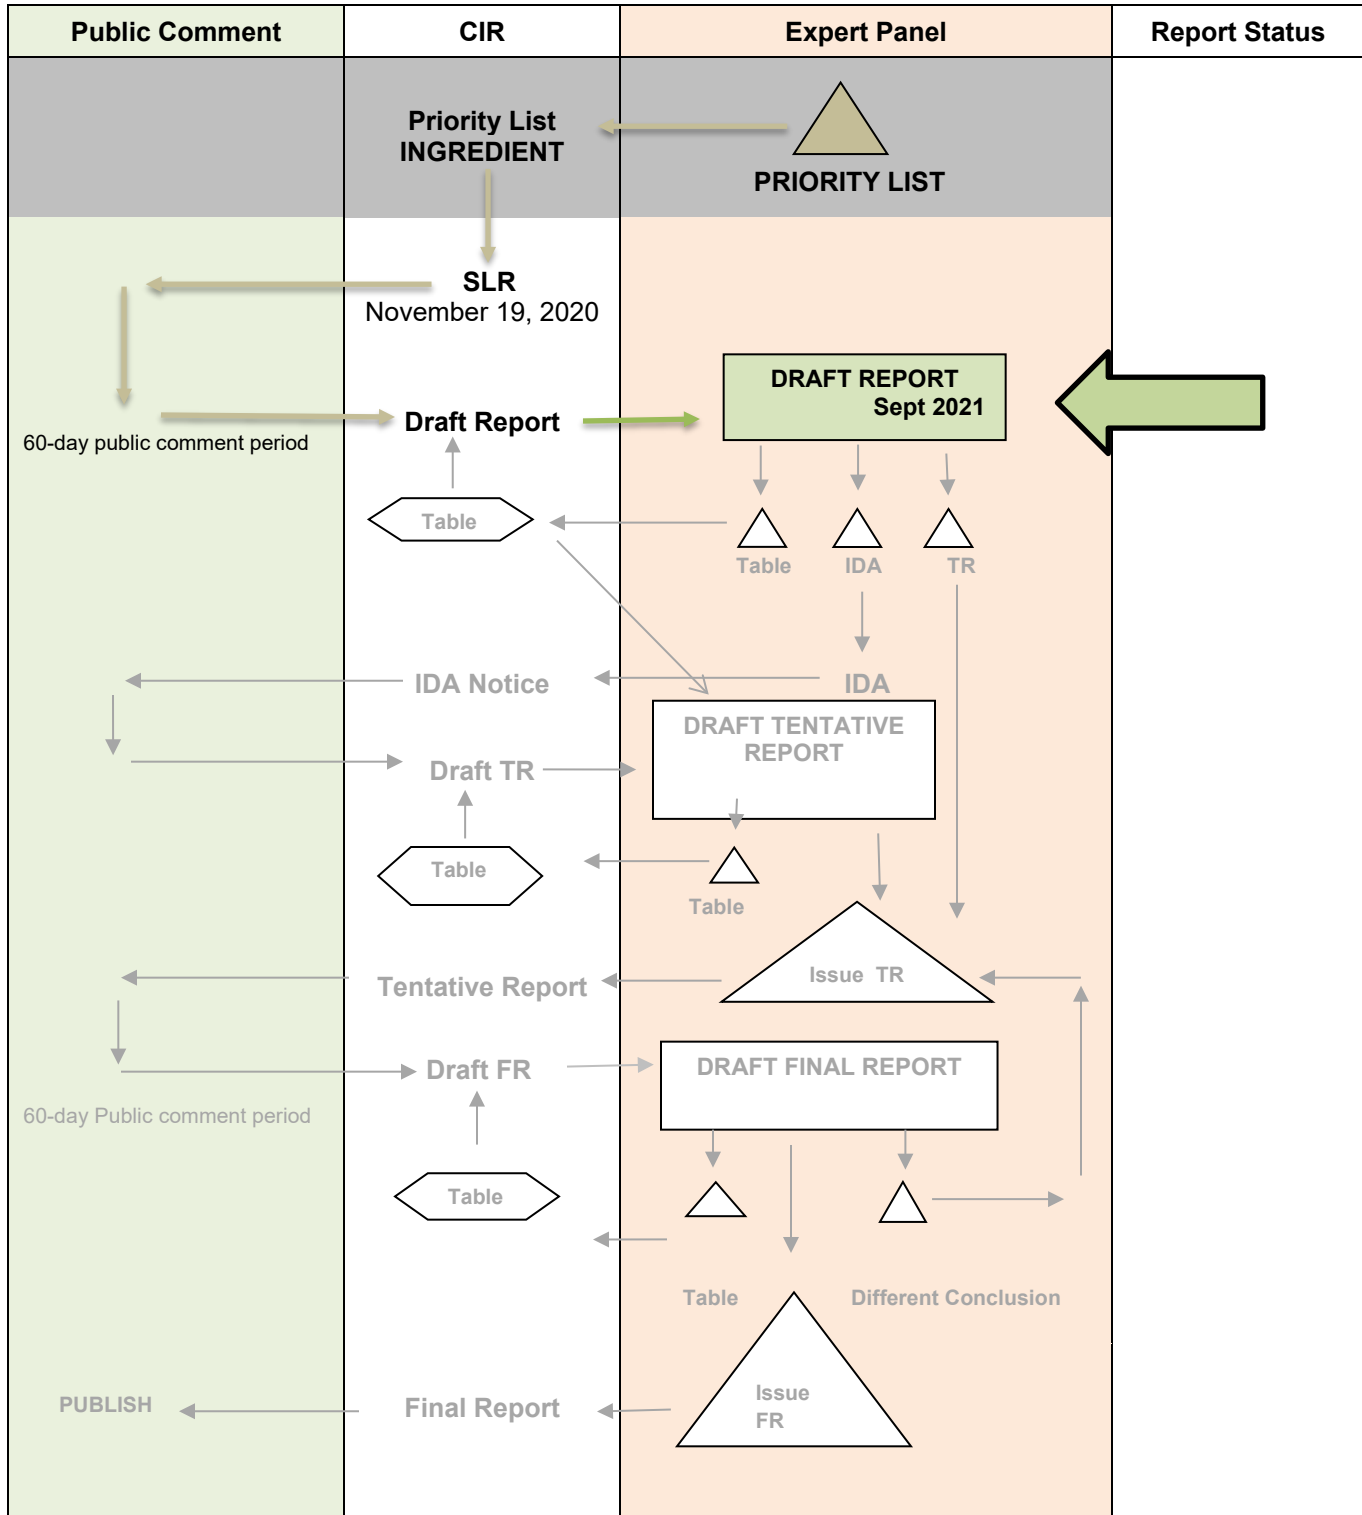 Public Comment
CIR
Expert Panel
Report Status
Priority List
INGREDIENT
PRIORITY LIST
SLR
November 19, 2020
DRAFT REPORT
Sept 2021
60-day public comment period
Draft Report
Table
Table
IDA
TR
IDA Notice
IDA
DRAFT TENTATIVE
REPORT
Draft TR
Table
Table
Tentative Report
Issue TR
Draft FR
DRAFT FINAL REPORT
60-day Public comment period
Table
Table
Different Conclusion
PUBLISH
Final Report
Issue
FR